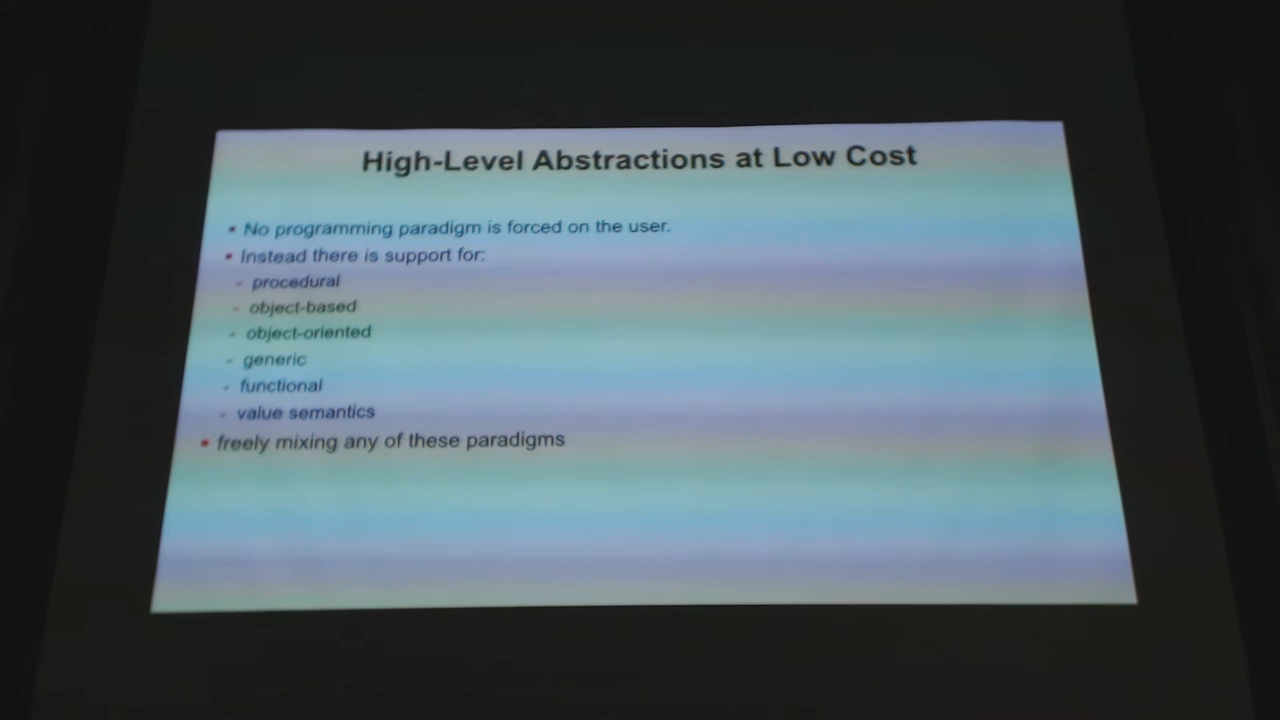 High-Level Abstractions at Low Cost
• No programming paradigm is forced on the user.
• Instead there is support for:
- procedural
- object-based
- object-oriented
- generic
- functional
- value semantics
• freely mixing any of these paradigms